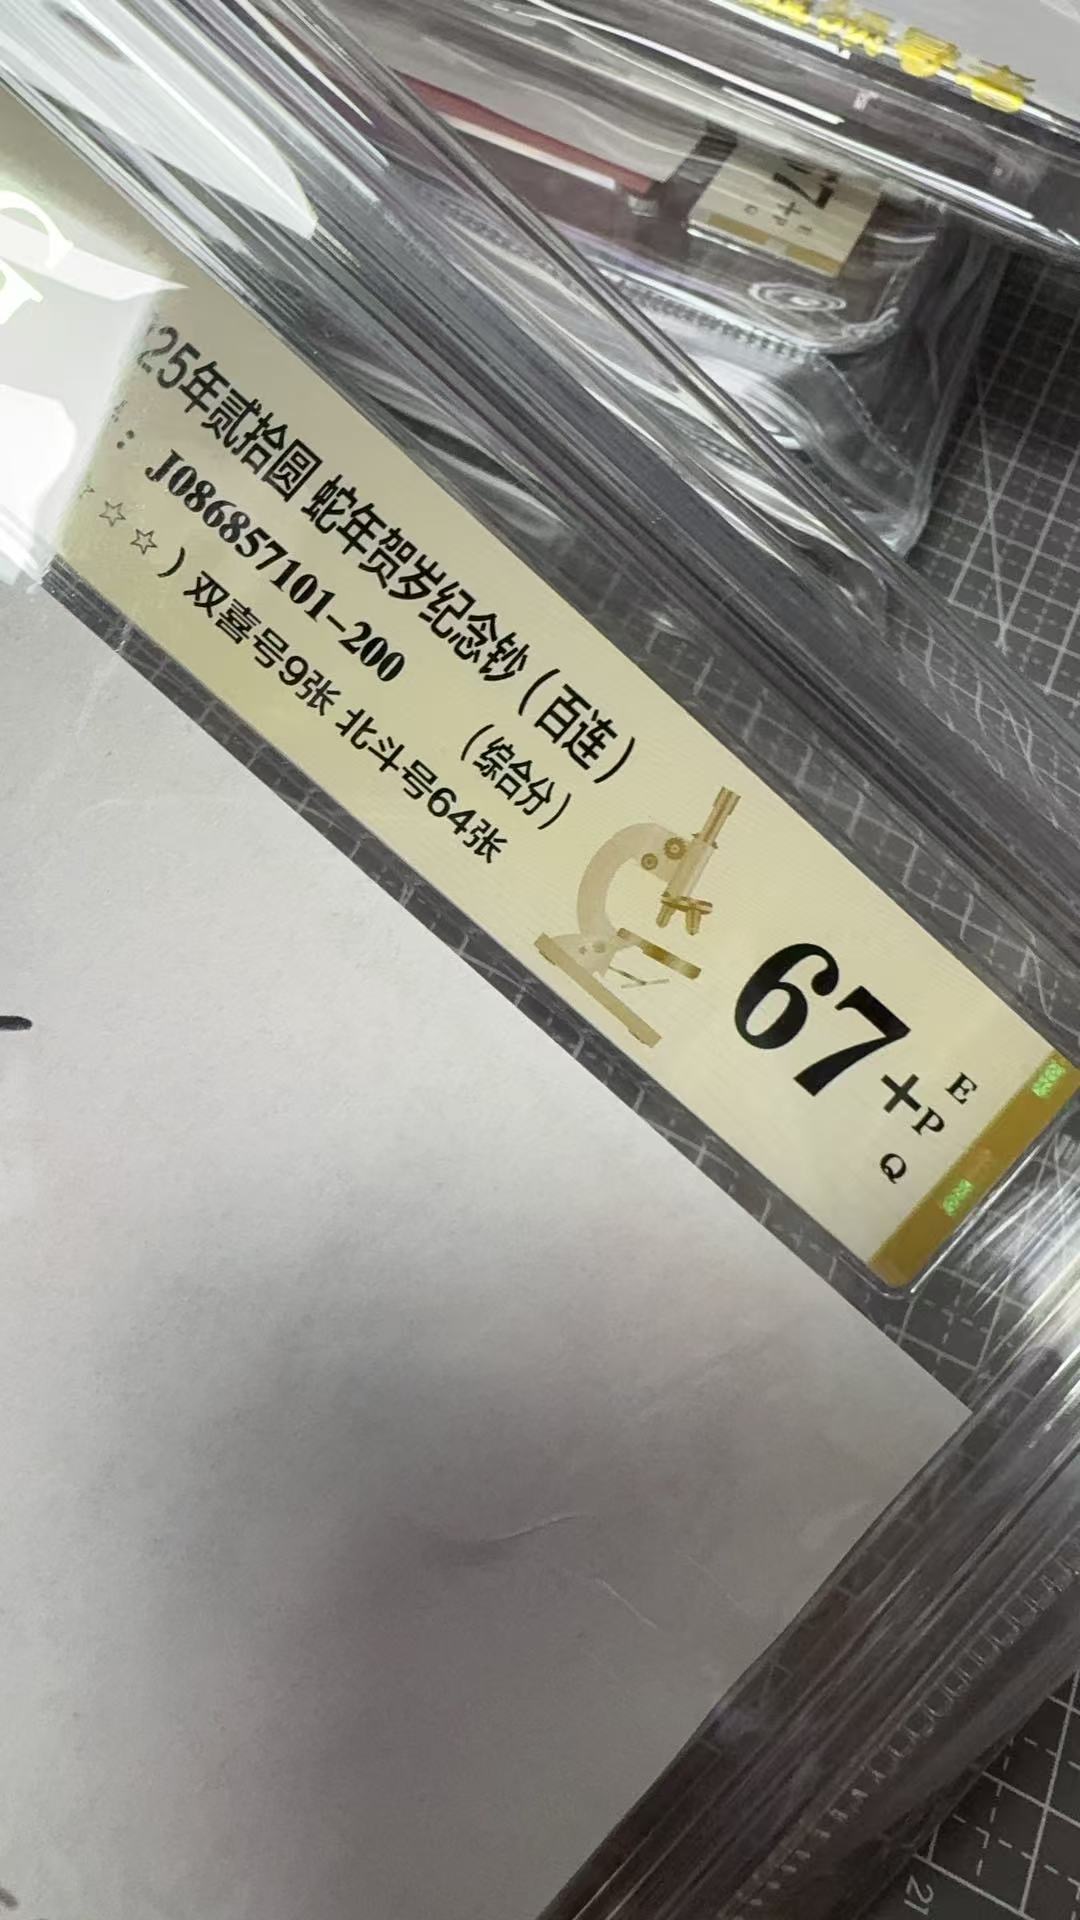 25年贰拾圆 蛇年贺岁纪念钞(百连)
: J086857101-200 (综合分)
☆☆)双喜号9张 北斗号64张
67+
E
P
Q
21